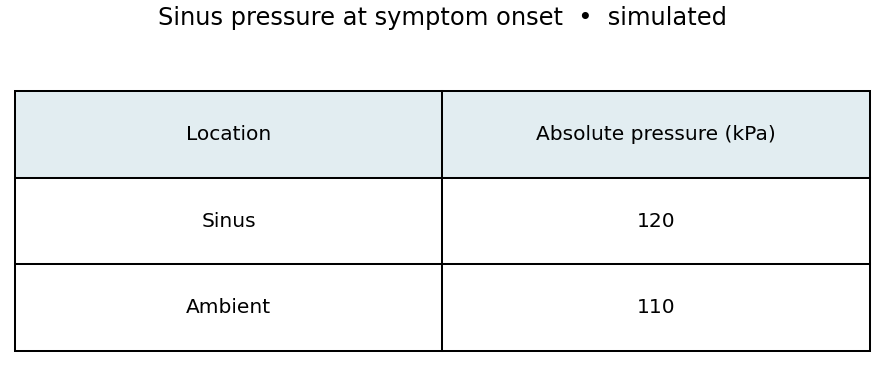 Sinus pressure at symptom onset • simulated
Location Absolute pressure (kPa)
Sinus 120
Ambient 110